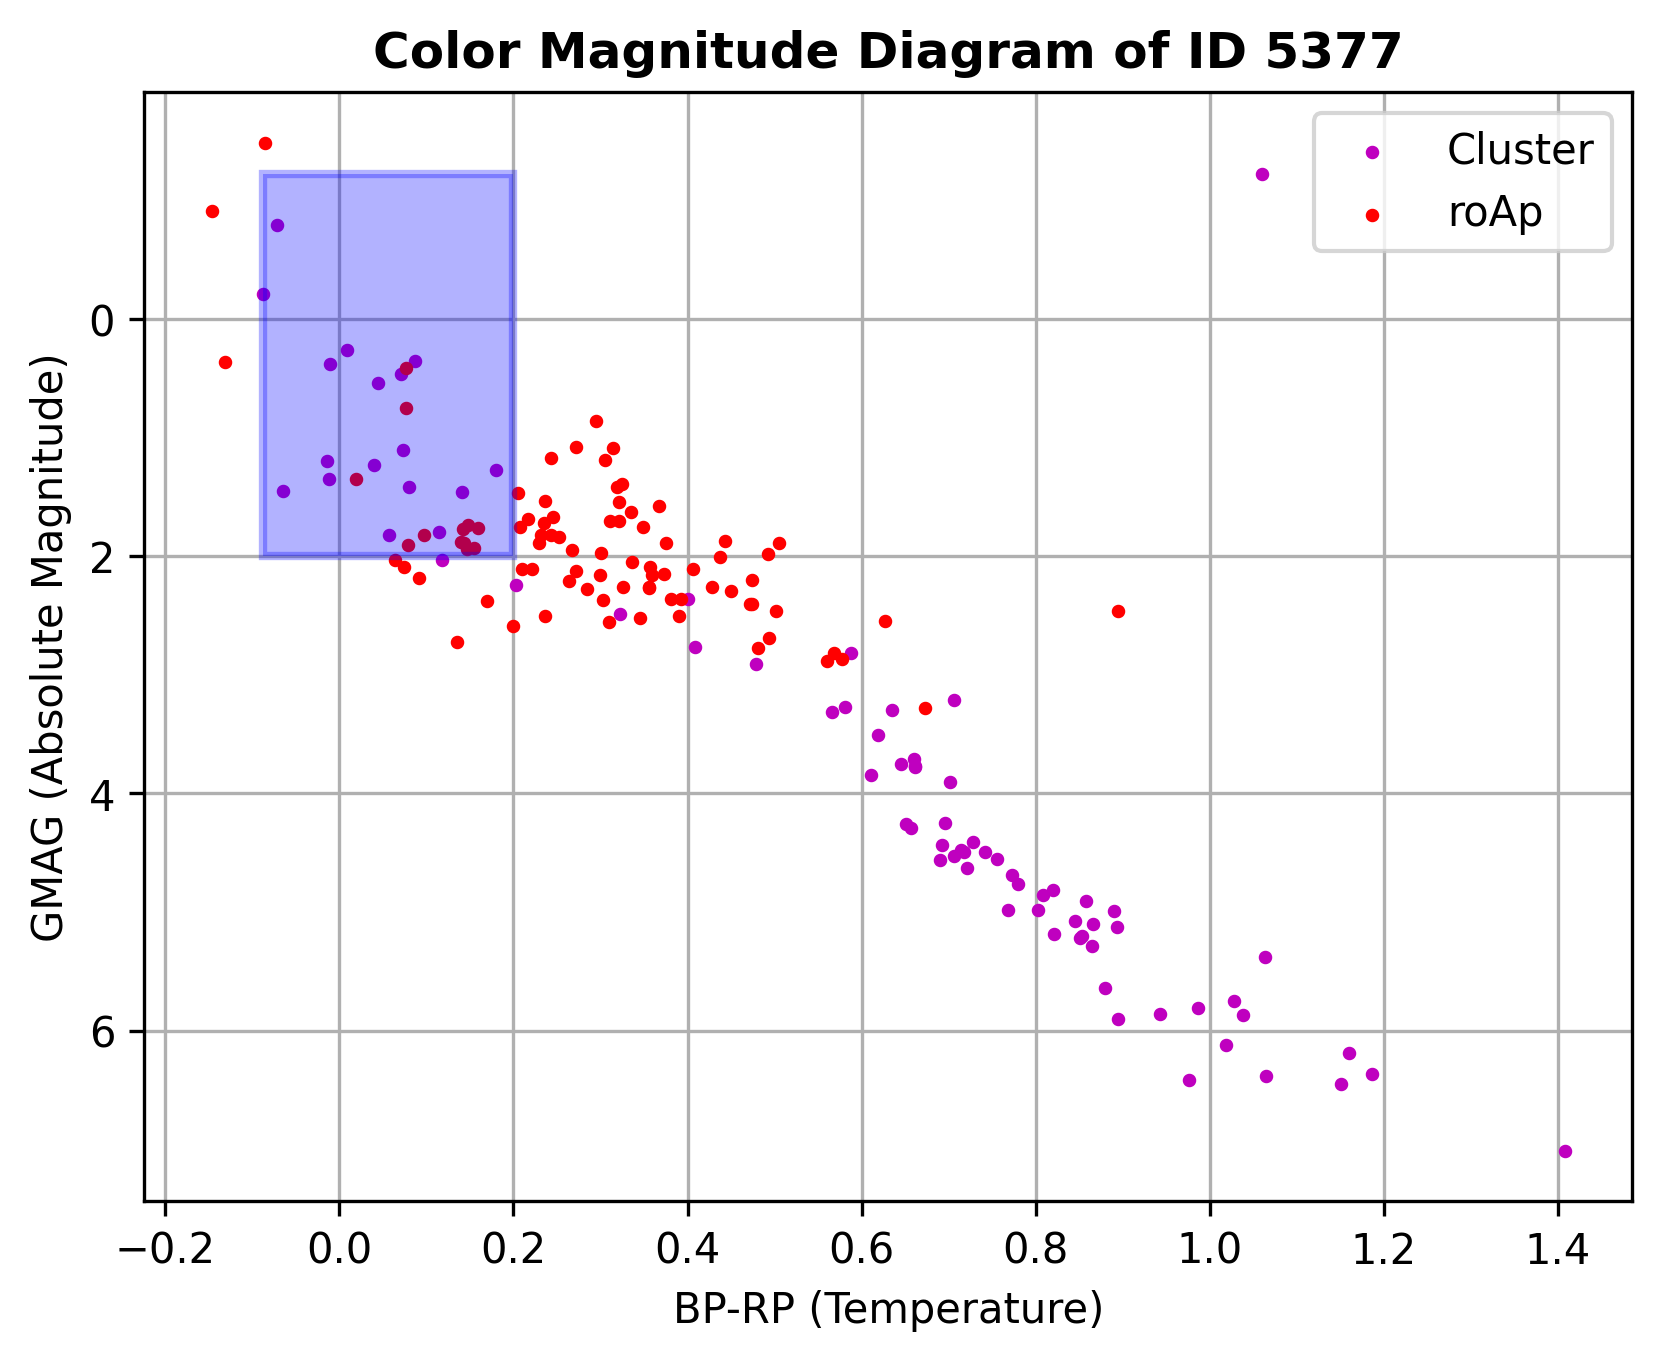 Color Magnitude Diagram of ID 5377
Cluster
roAp
GMAG (Absolute Magnitude)
0
2
4
6
−0.2 0.0 0.2 0.4 0.6 0.8 1.0 1.2 1.4
BP-RP (Temperature)